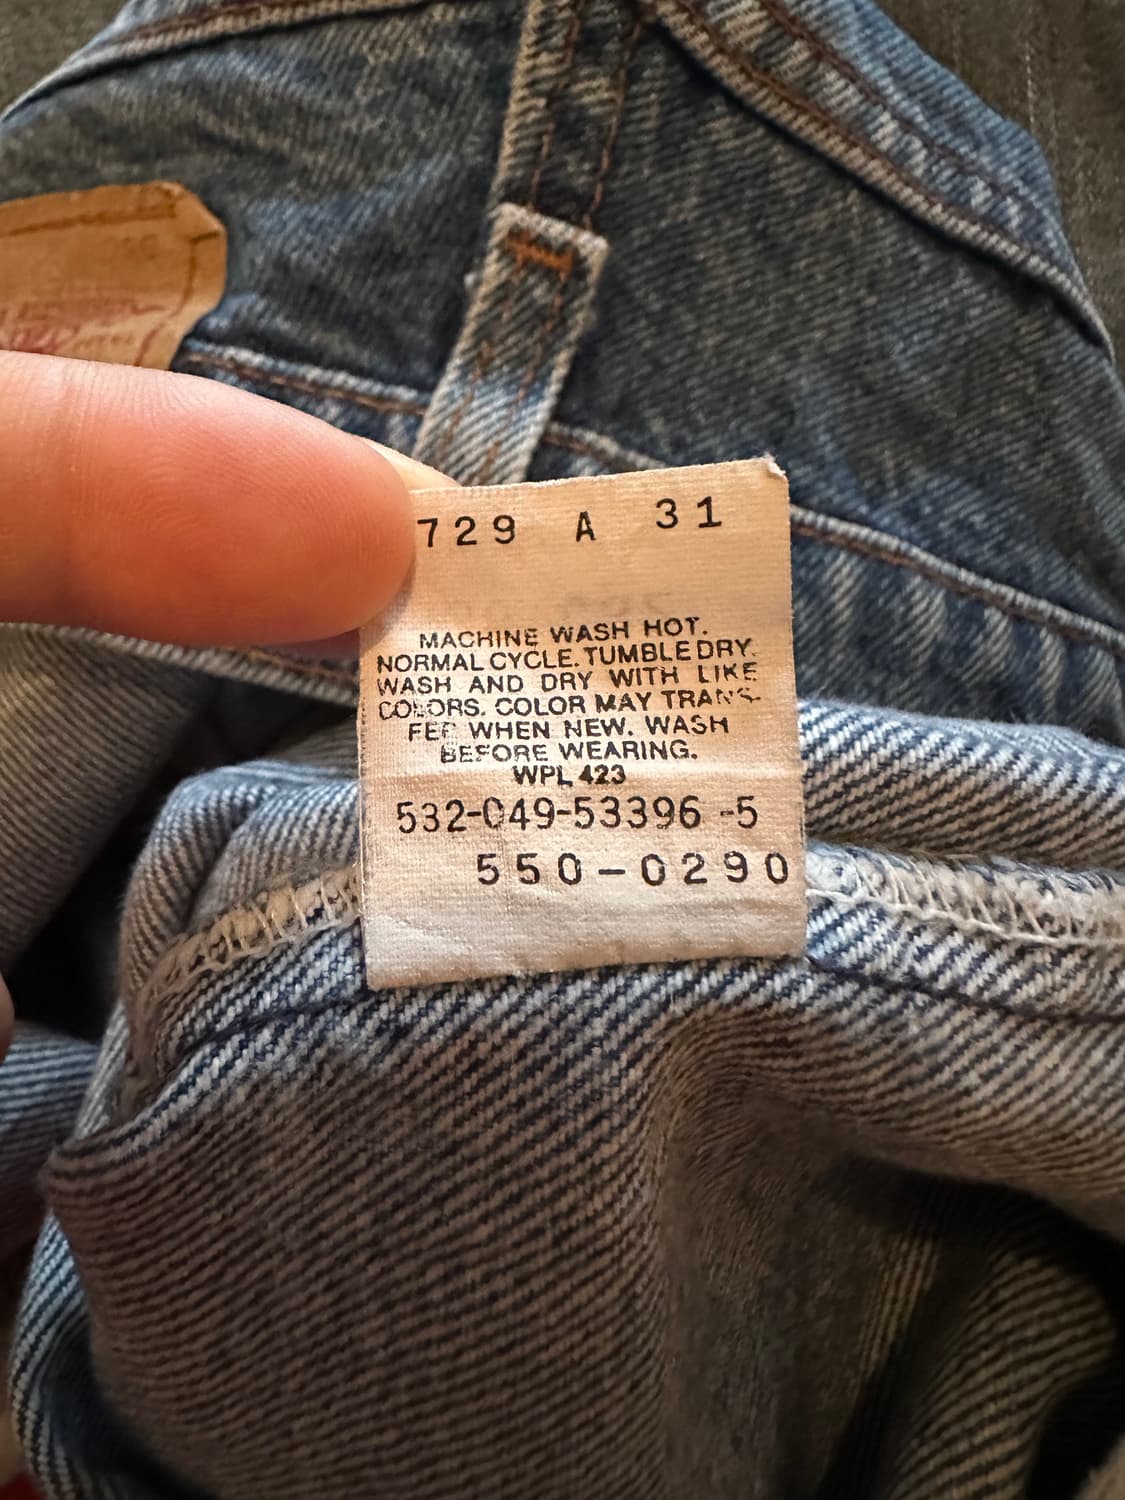 729 A 31
MACHINE WASH HOT.
NORMAL CYCLE. TUMBLE DRY.
WASH AND DRY WITH LIKE
COLORS. COLOR MAY TRANS-
FER WHEN NEW. WASH
BEFORE WEARING.
WPL 423
532-049-53396 -5
550-0290